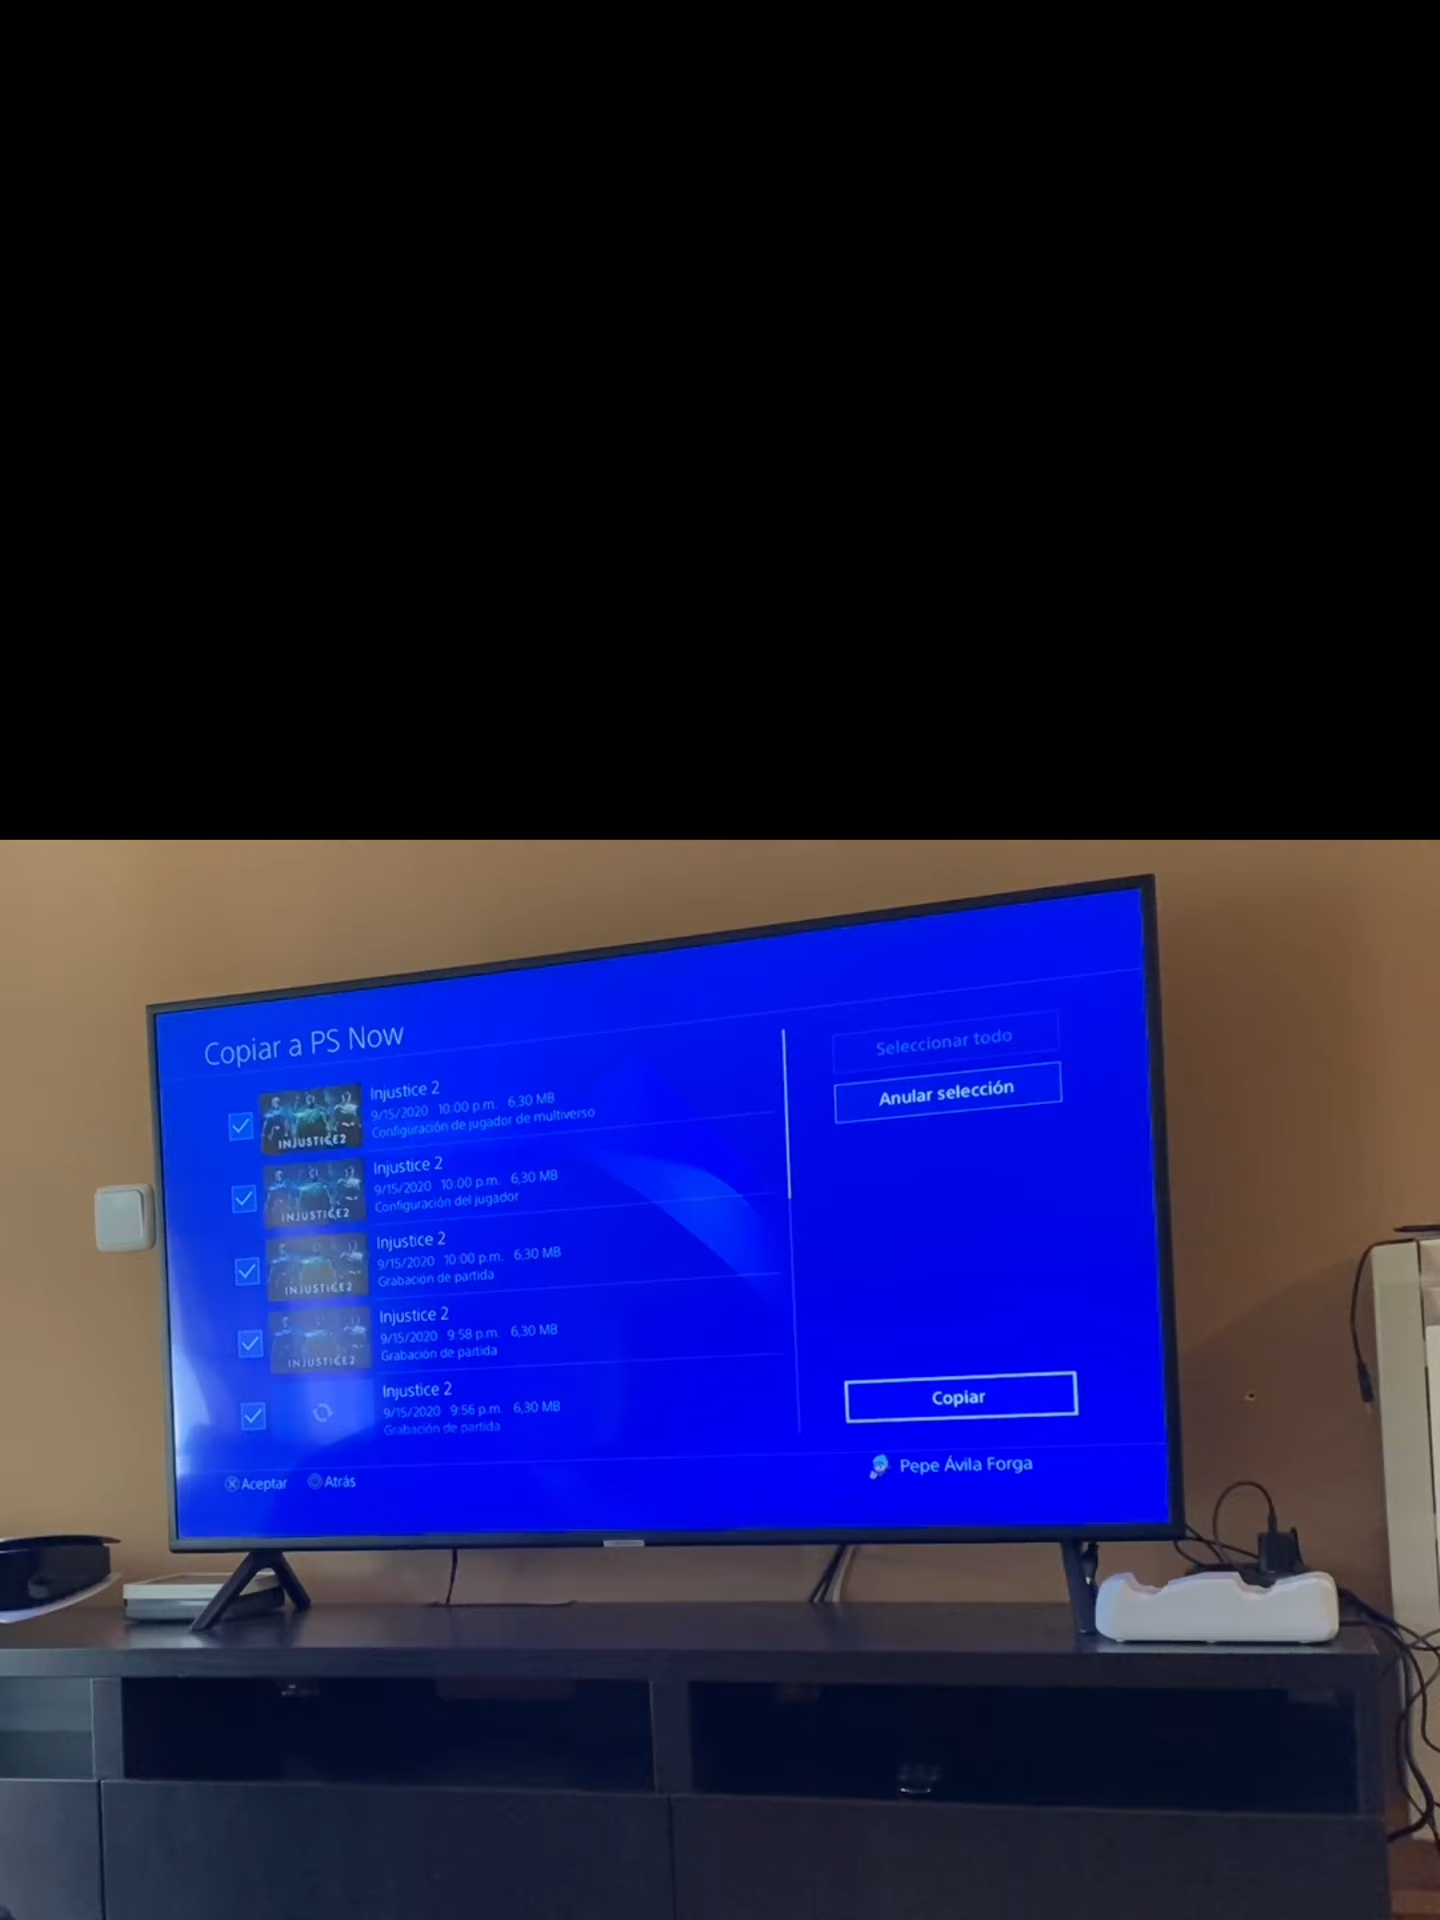 Copiar a PS Now
Injustice 2
9/15/2020 10:00 p.m. 6,30 MB
Configuración de jugador de multiverso
INJUSTICE2
Injustice 2
9/15/2020 10:00 p.m. 6,30 MB
Configuración del jugador
INJUSTICE2
Injustice 2
9/15/2020 10:00 p.m. 6,30 MB
Grabación de partida
INJUSTICE2
Injustice 2
9/15/2020 9:58 p.m. 6,30 MB
Grabación de partida
INJUSTICE2
Injustice 2
9/15/2020 9:56 p.m. 6,30 MB
Grabación de partida
Seleccionar todo
Anular selección
Copiar
Aceptar Atrás
Pepe Ávila Forga